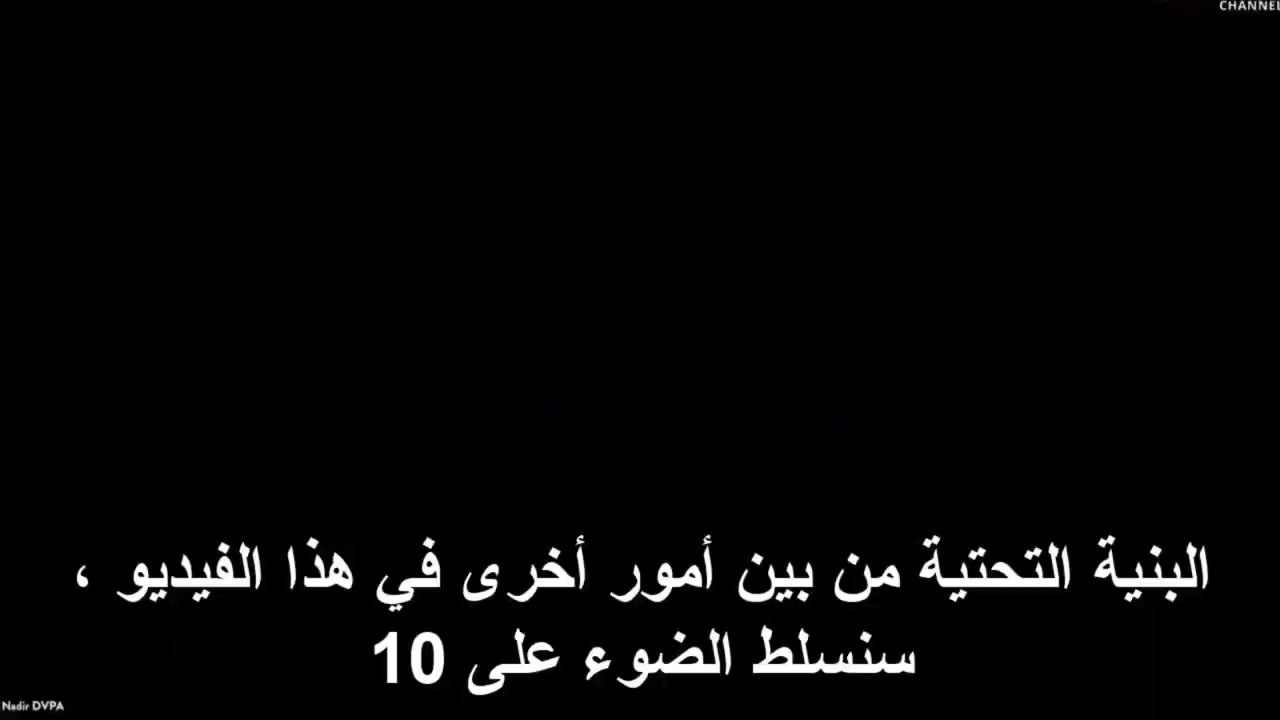 CHANNEL
البنية التحتية من بين أمور أخرى في هذا الفيديو ،
سنسلط الضوء على 10
Nadir DVPA